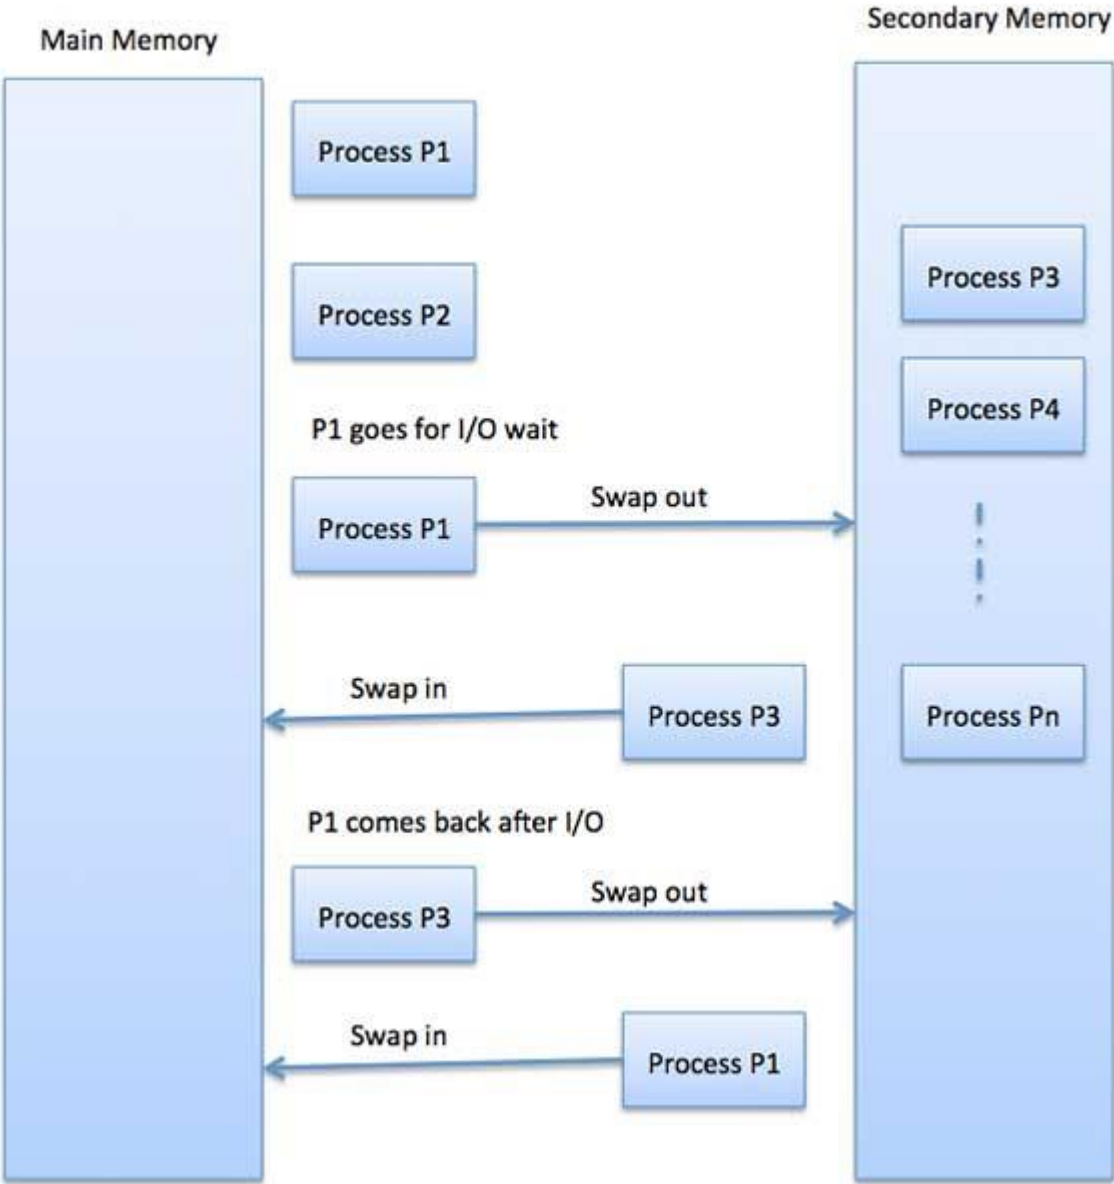 Main Memory
Secondary Memory
Process P1
Process P2
Process P3
Process P4
P1 goes for I/O wait
Process P1
Swap out
Swap in
Process P3
Process Pn
P1 comes back after I/O
Process P3
Swap out
Swap in
Process P1